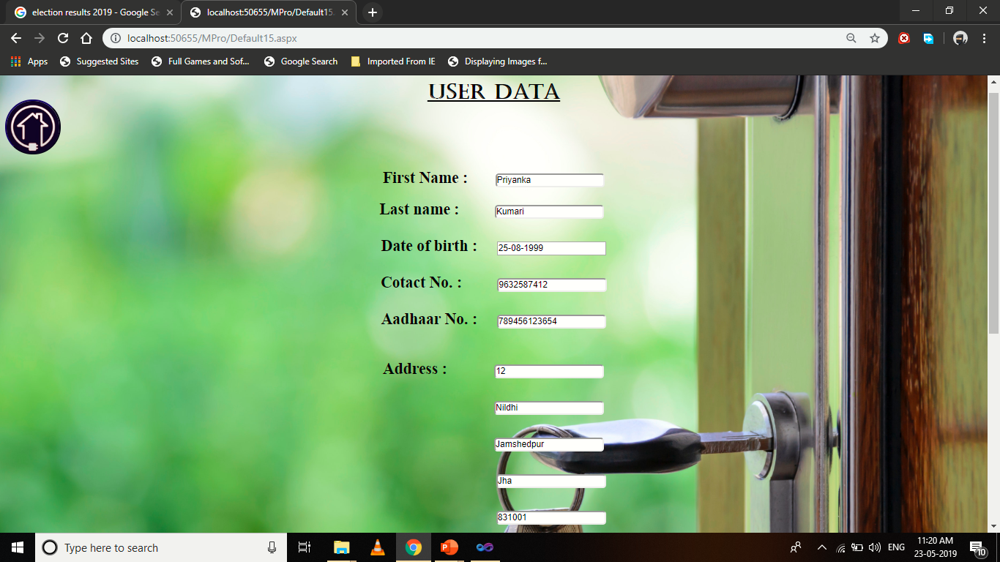 election results 2019 - Google Se
localhost:50655/MPro/Default15.
localhost:50655/MPro/Default15.aspx
Apps Suggested Sites Full Games and Sof... Google Search Imported From IE Displaying Images f...
USER DATA
First Name : Priyanka
Last name : Kumari
Date of birth : 25-08-1999
Cotact No. : 9632587412
Aadhaar No. : 789456123654
Address : 12
Nildhi
Jamshedpur
Jha
831001
Type here to search
ENG
11:20 AM
23-05-2019
10